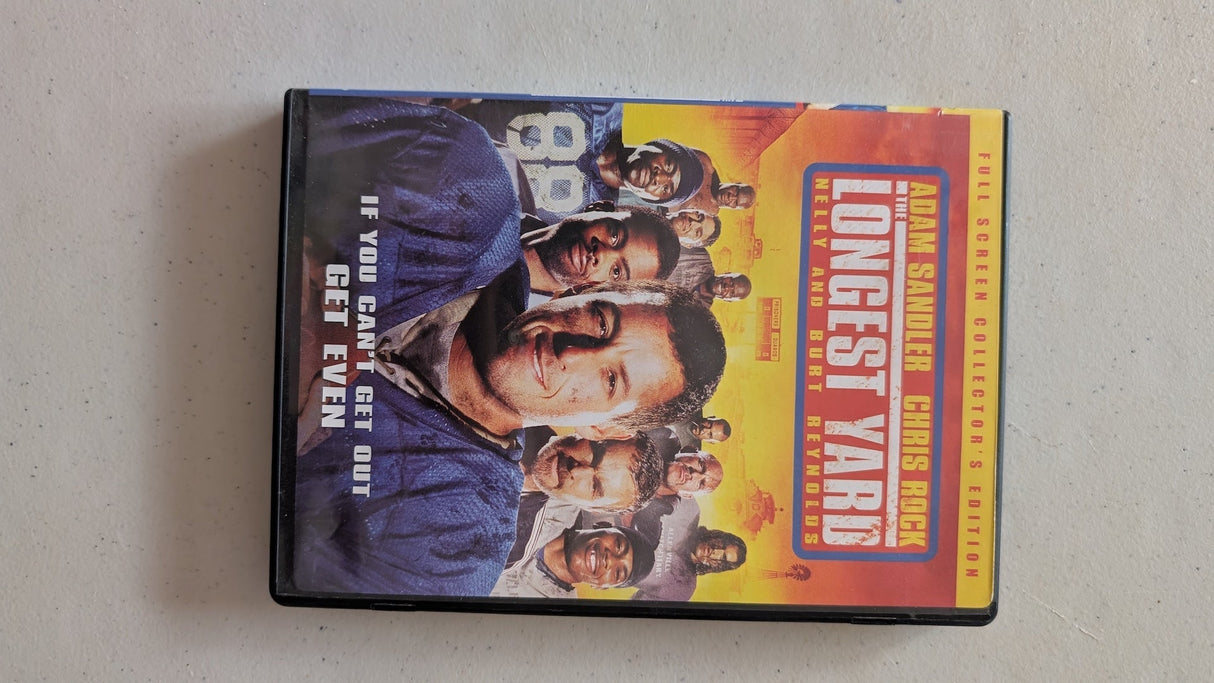 FULL SCREEN COLLECTOR'S EDITION
ADAM SANDLER CHRIS ROCK
THE
LONGEST YARD
NELLY AND BURT REYNOLDS
88
IF YOU CAN'T GET OUT
GET EVEN